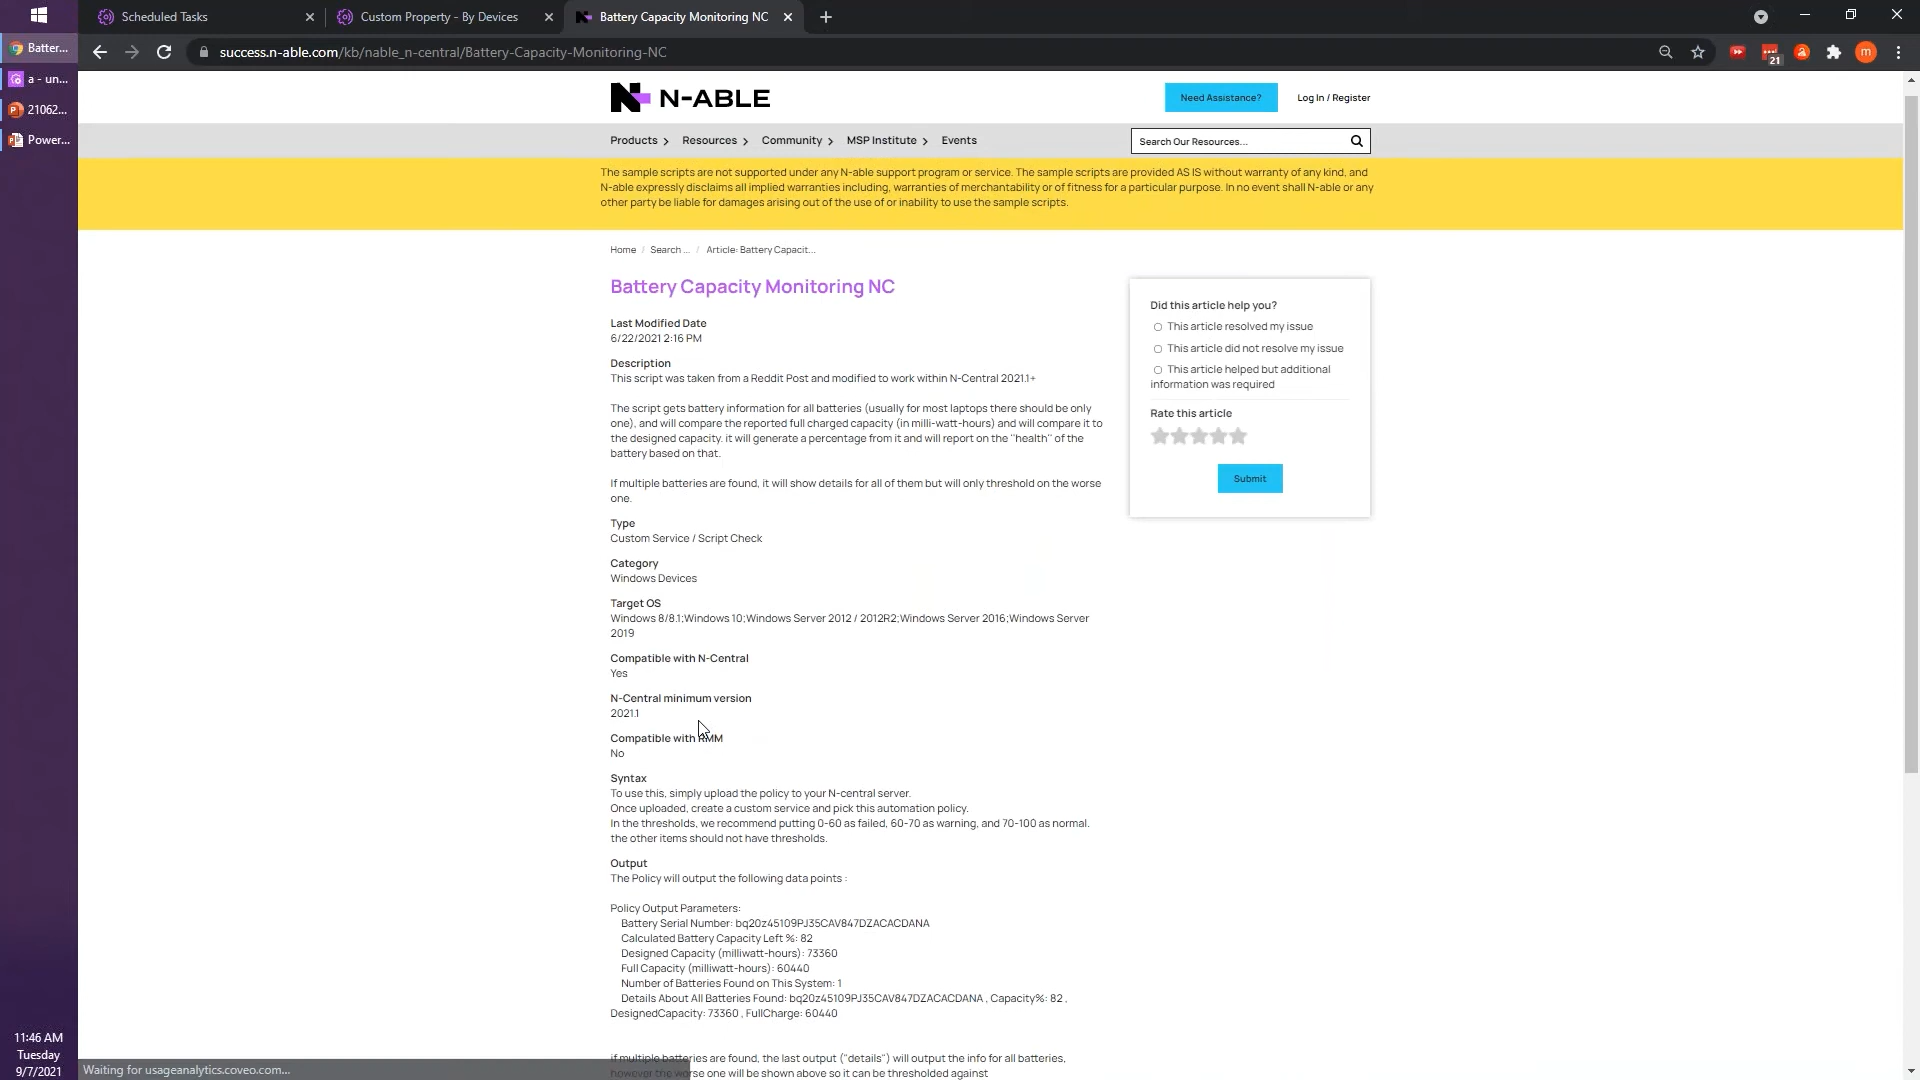 Scheduled Tasks
Custom Property - By Devices
Battery Capacity Monitoring NC
success.n-able.com/kb/nable_n-central/Battery-Capacity-Monitoring-NC
21
m
Batter...
a - un...
21062...
Power...
N-ABLE
Need Assistance?
Log In / Register
Products
Resources
Community
MSP Institute
Events
Search Our Resources...
The sample scripts are not supported under any N-able support program or service. The sample scripts are provided AS IS without warranty of any kind, and
N-able expressly disclaims all implied warranties including, warranties of merchantability or of fitness for a particular purpose. In no event shall N-able or any
other party be liable for damages arising out of the use of or inability to use the sample scripts.
Home / Search ... / Article: Battery Capacit...
Battery Capacity Monitoring NC
Last Modified Date
6/22/2021 2:16 PM
Description
This script was taken from a Reddit Post and modified to work within N-Central 2021.1+
The script gets battery information for all batteries (usually for most laptops there should be only
one), and will compare the reported full charged capacity (in milli-watt-hours) and will compare it to
the designed capacity. it will generate a percentage from it and will report on the "health" of the
battery based on that.
If multiple batteries are found, it will show details for all of them but will only threshold on the worse
one.
Type
Custom Service / Script Check
Category
Windows Devices
Target OS
Windows 8/8.1;Windows 10;Windows Server 2012 / 2012R2;Windows Server 2016;Windows Server
2019
Compatible with N-Central
Yes
N-Central minimum version
2021.1
Compatible with RMM
No
Syntax
To use this, simply upload the policy to your N-central server.
Once uploaded, create a custom service and pick this automation policy.
In the thresholds, we recommend putting 0-60 as failed, 60-70 as warning, and 70-100 as normal.
the other items should not have thresholds.
Output
The Policy will output the following data points :
Policy Output Parameters:
Battery Serial Number: bq20z45109PJ35CAV847DZACACDANA
Calculated Battery Capacity Left %: 82
Designed Capacity (milliwatt-hours): 73360
Full Capacity (milliwatt-hours): 60440
Number of Batteries Found on This System: 1
Details About All Batteries Found: bq20z45109PJ35CAV847DZACACDANA , Capacity%: 82 ,
DesignedCapacity: 73360 , FullCharge: 60440
if multiple batteries are found, the last output ("details") will output the info for all batteries,
however the worse one will be shown above so it can be thresholded against
Did this article help you?
This article resolved my issue
This article did not resolve my issue
This article helped but additional
information was required
Rate this article
Submit
11:46 AM
Tuesday
9/7/2021
Waiting for usageanalytics.coveo.com...